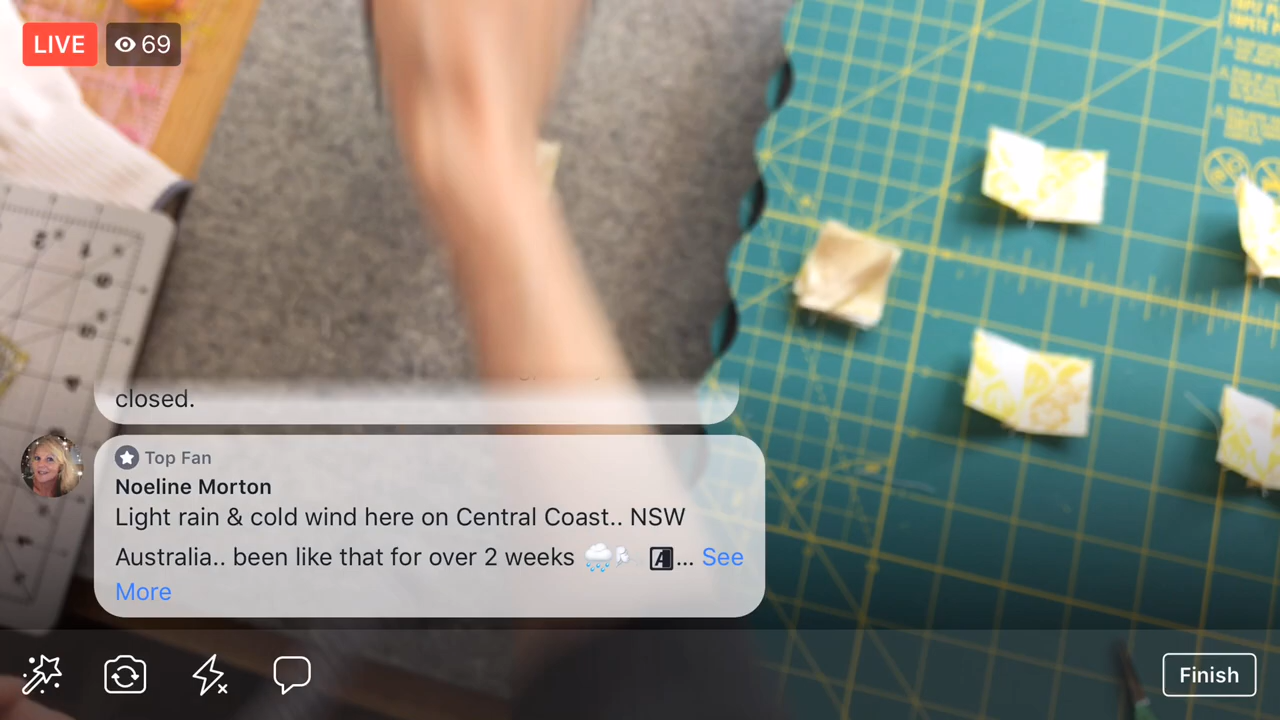 LIVE
69
closed.
Top Fan
Noeline Morton
Light rain & cold wind here on Central Coast.. NSW
Australia.. been like that for over 2 weeks 🌧️🌬️ 🅰... See
More
Finish